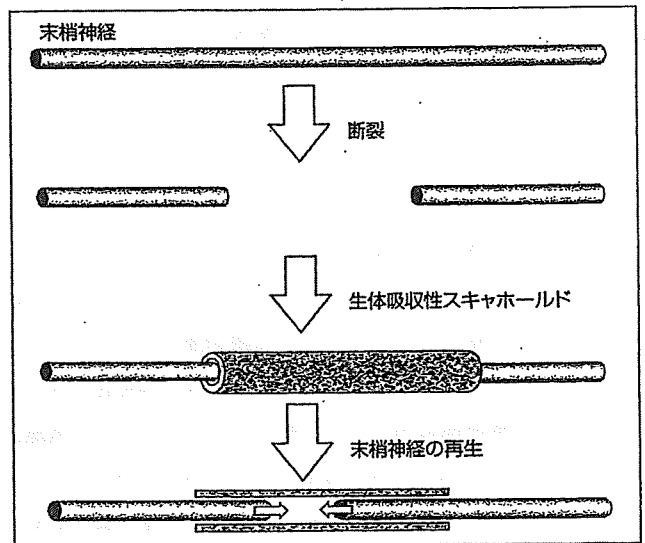 末梢神経
断裂
生体吸収性スキャホールド
末梢神経の再生